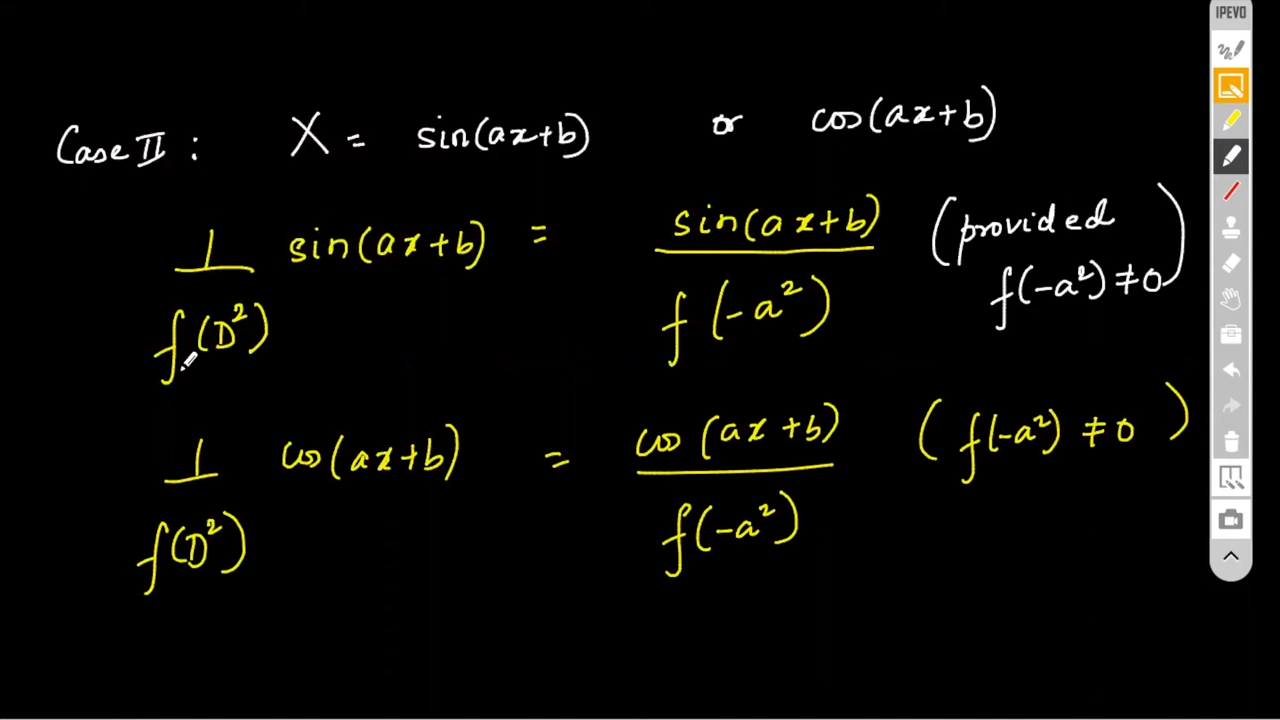 IPEVO
Case II : X = sin(ax+b) or cos(ax+b)
1/f(D²) sin(ax+b) = sin(ax+b)/f(-a²) (provided f(-a²) ≠ 0)
1/f(D²) cos(ax+b) = cos(ax+b)/f(-a²) (f(-a²) ≠ 0)